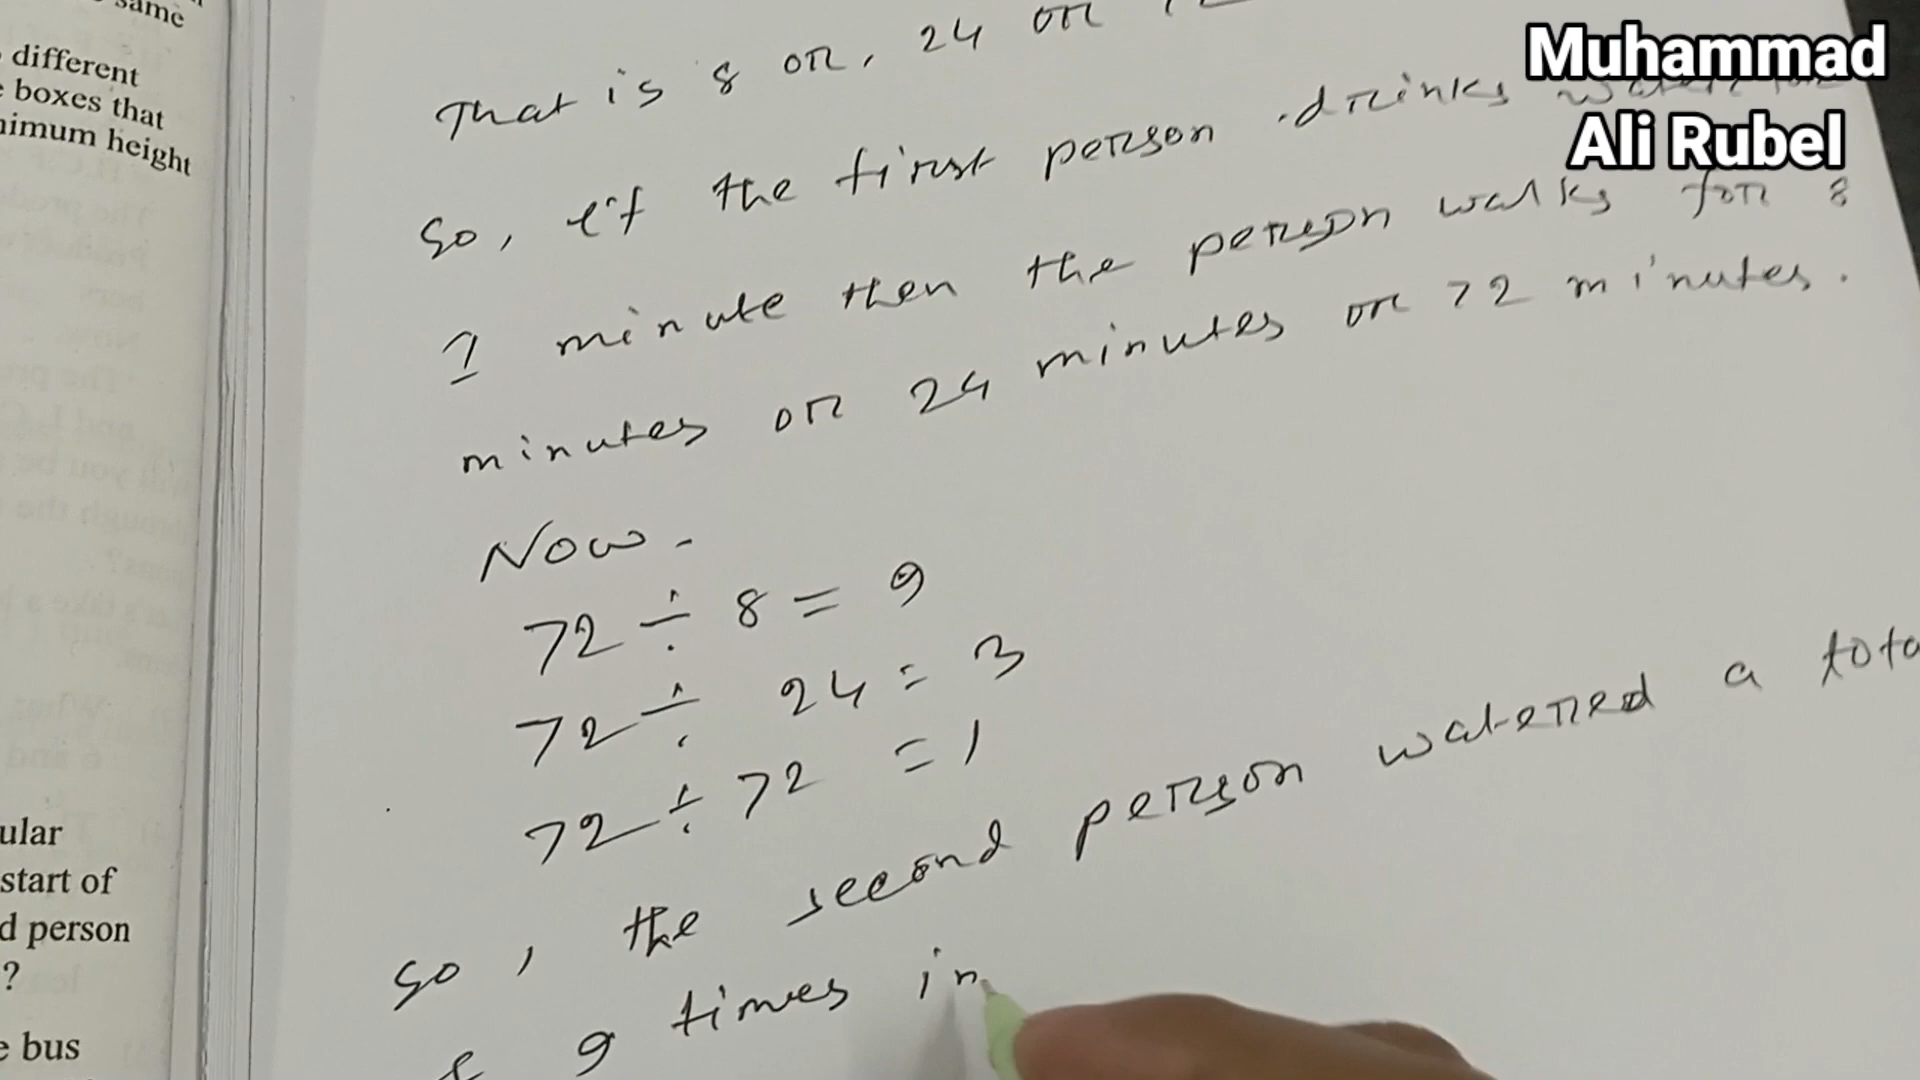 same
different
boxes that
nimum height
ular
start of
d person
?
e bus
Muhammad
Ali Rubel
That is 8 or, 24 or
So, if the first person drinks
1 minute then the person walks for 8
minutes or 24 minutes or 72 minutes.
Now -
72 ÷ 8 = 9
72 ÷ 24 = 3
72 ÷ 72 = 1
So, the second person watered a tota
9 times in